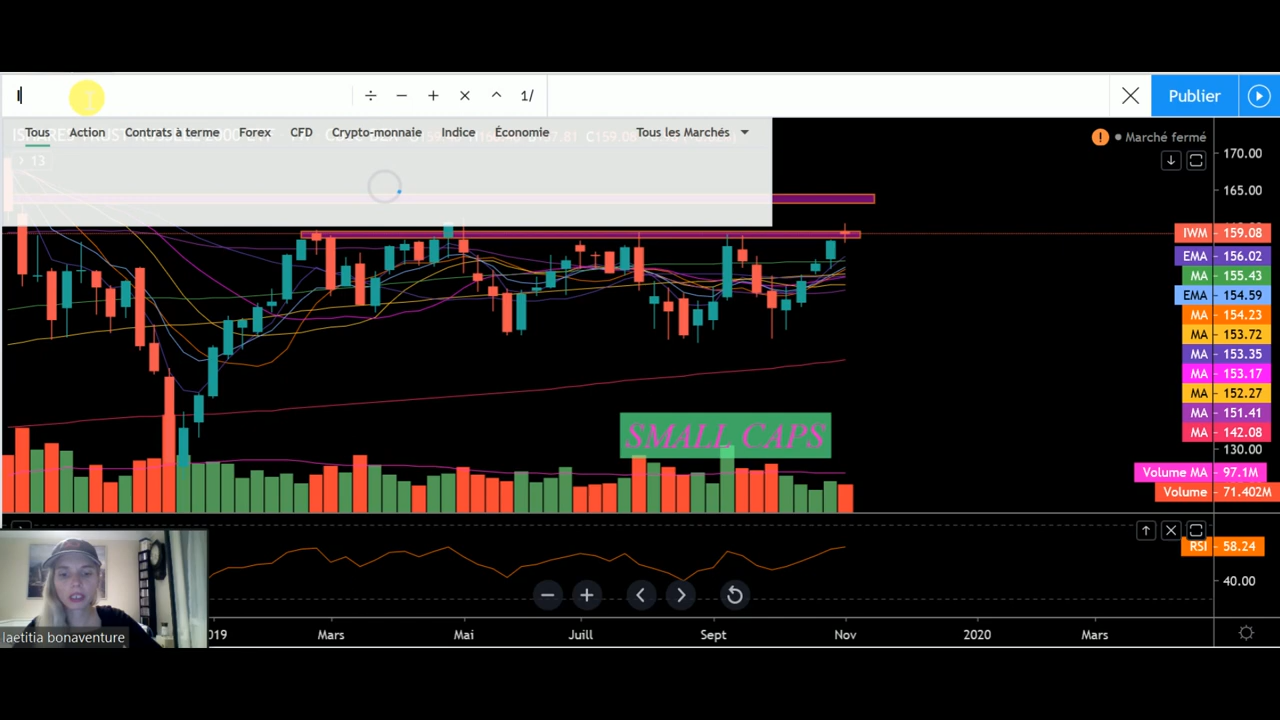 I
÷ − + × ^ 1/
Publier
Tous Action Contrats à terme Forex CFD Crypto-monnaie Indice Économie Tous les Marchés
Marché fermé
13
170.00
165.00
IWM 159.08
EMA 156.02
MA 155.43
EMA 154.59
MA 154.23
MA 153.72
MA 153.35
MA 153.17
MA 152.27
MA 151.41
MA 142.08
SMALL CAPS
130.00
Volume MA 97.1M
Volume 71.402M
RSI 58.24
40.00
laetitia bonaventure
2019 Mars Mai Juill Sept Nov 2020 Mars